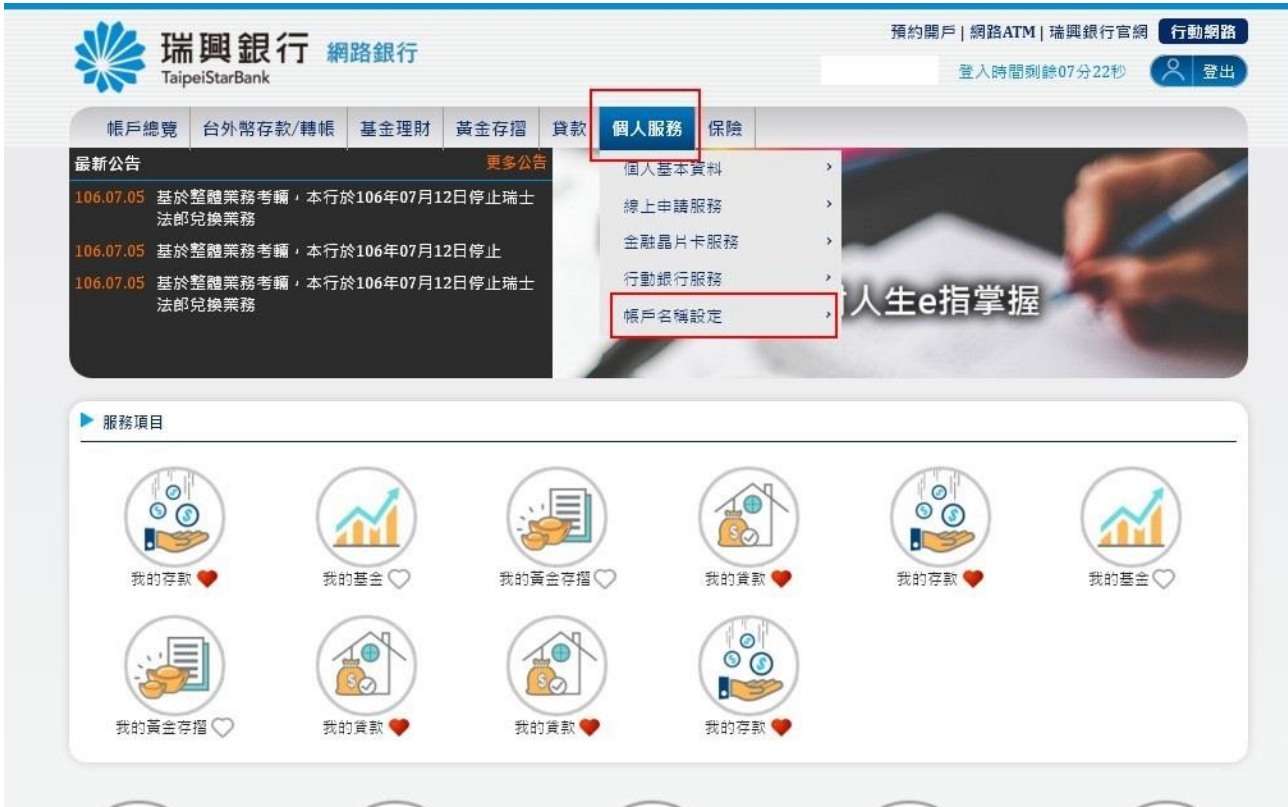 瑞興銀行 網路銀行
TaipeiStarBank
預約開戶 | 網路ATM | 瑞興銀行官網 行動網路
登入時間剩餘07分22秒 登出
帳戶總覽 台外幣存款/轉帳 基金理財 黃金存摺 貸款 個人服務 保險
最新公告 更多公告
106.07.05 基於整體業務考輛，本行於106年07月12日停止瑞士
法郎兌換業務
106.07.05 基於整體業務考輛，本行於106年07月12日停止
106.07.05 基於整體業務考輛，本行於106年07月12日停止瑞士
法郎兌換業務
個人基本資料
線上申請服務
金融晶片卡服務
行動銀行服務
帳戶名稱設定
人生e指掌握
服務項目
我的存款 我的基金 我的黃金存摺 我的貸款 我的存款 我的基金
我的黃金存摺 我的貸款 我的貸款 我的存款